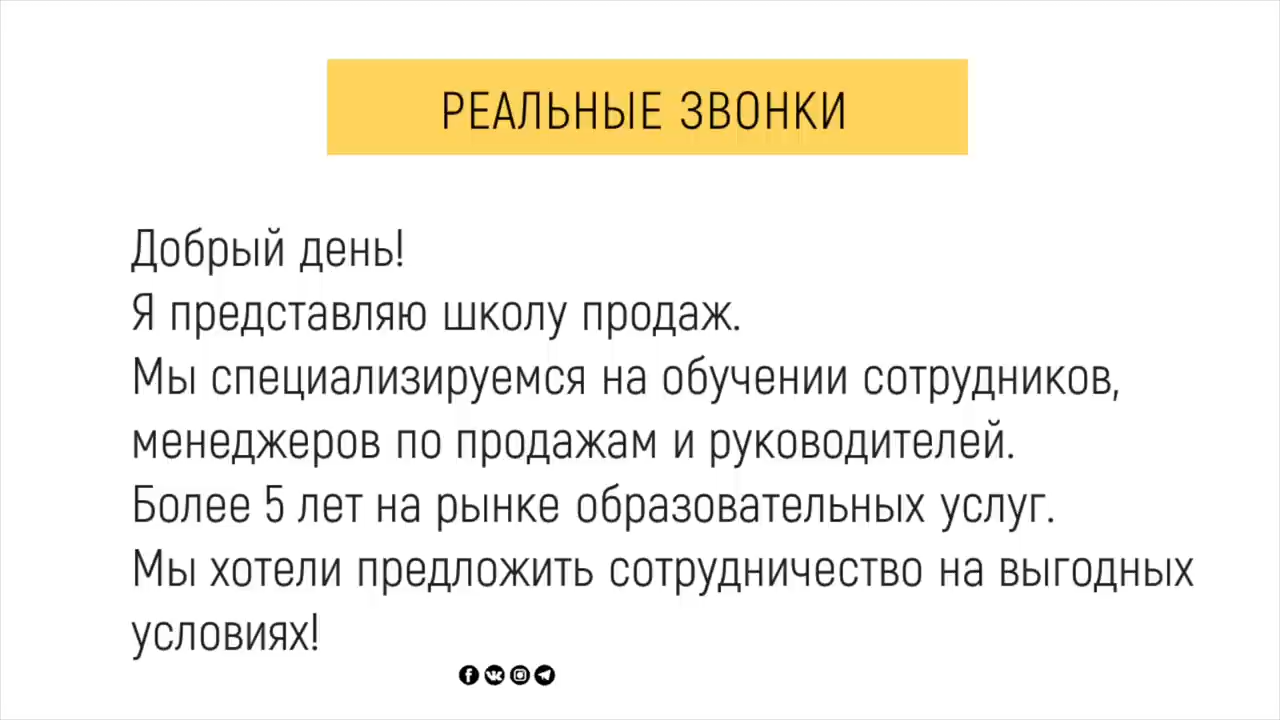 РЕАЛЬНЫЕ ЗВОНКИ
Добрый день!
Я представляю школу продаж.
Мы специализируемся на обучении сотрудников,
менеджеров по продажам и руководителей.
Более 5 лет на рынке образовательных услуг.
Мы хотели предложить сотрудничество на выгодных
условиях!